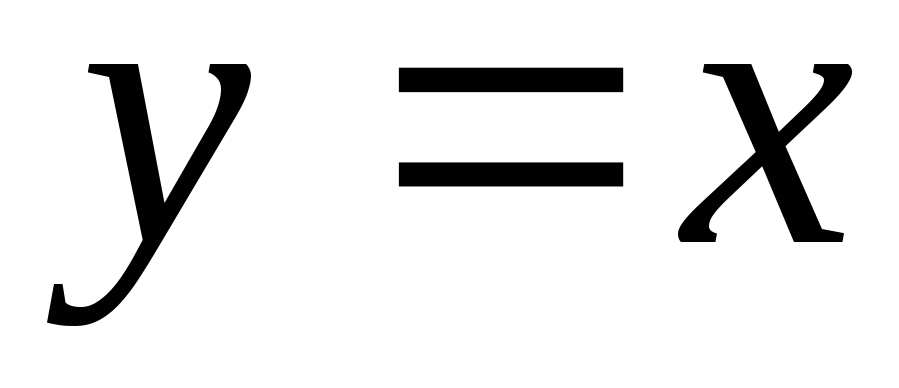 y = x